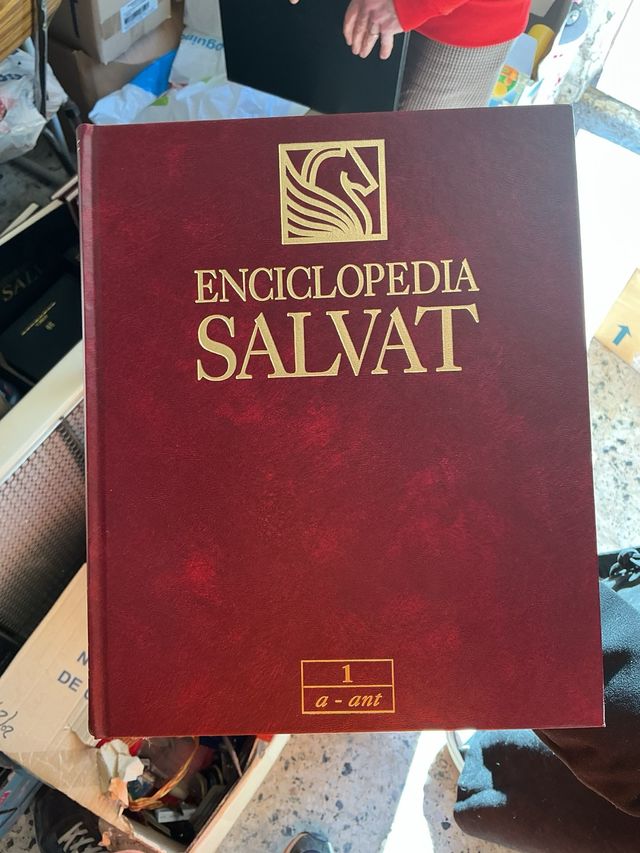 ENCICLOPEDIA
SALVAT
1
a - ant